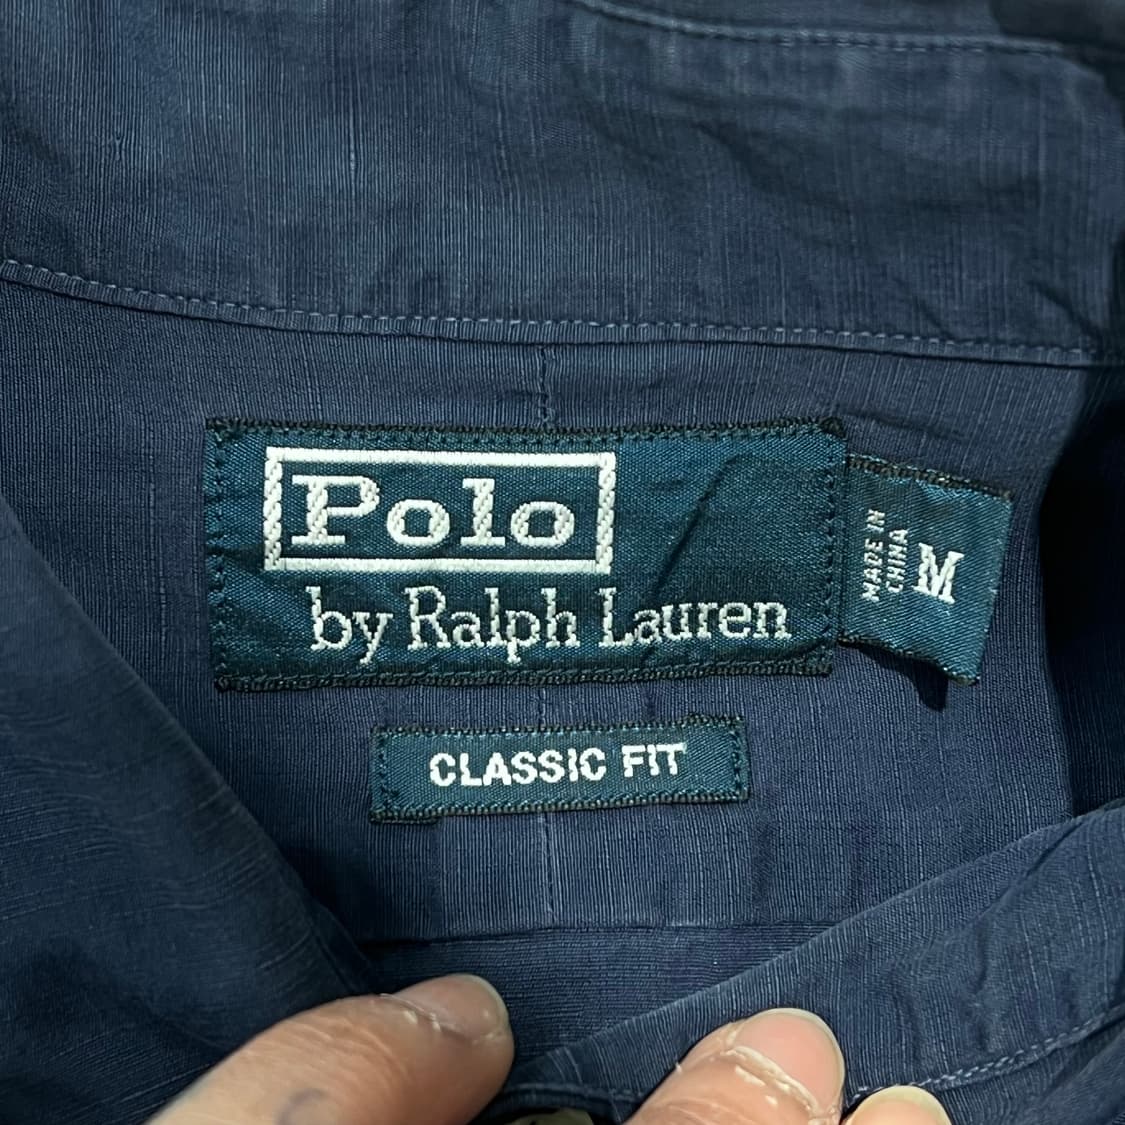 Polo
by Ralph Lauren
MADE IN
CHINA
M
CLASSIC FIT